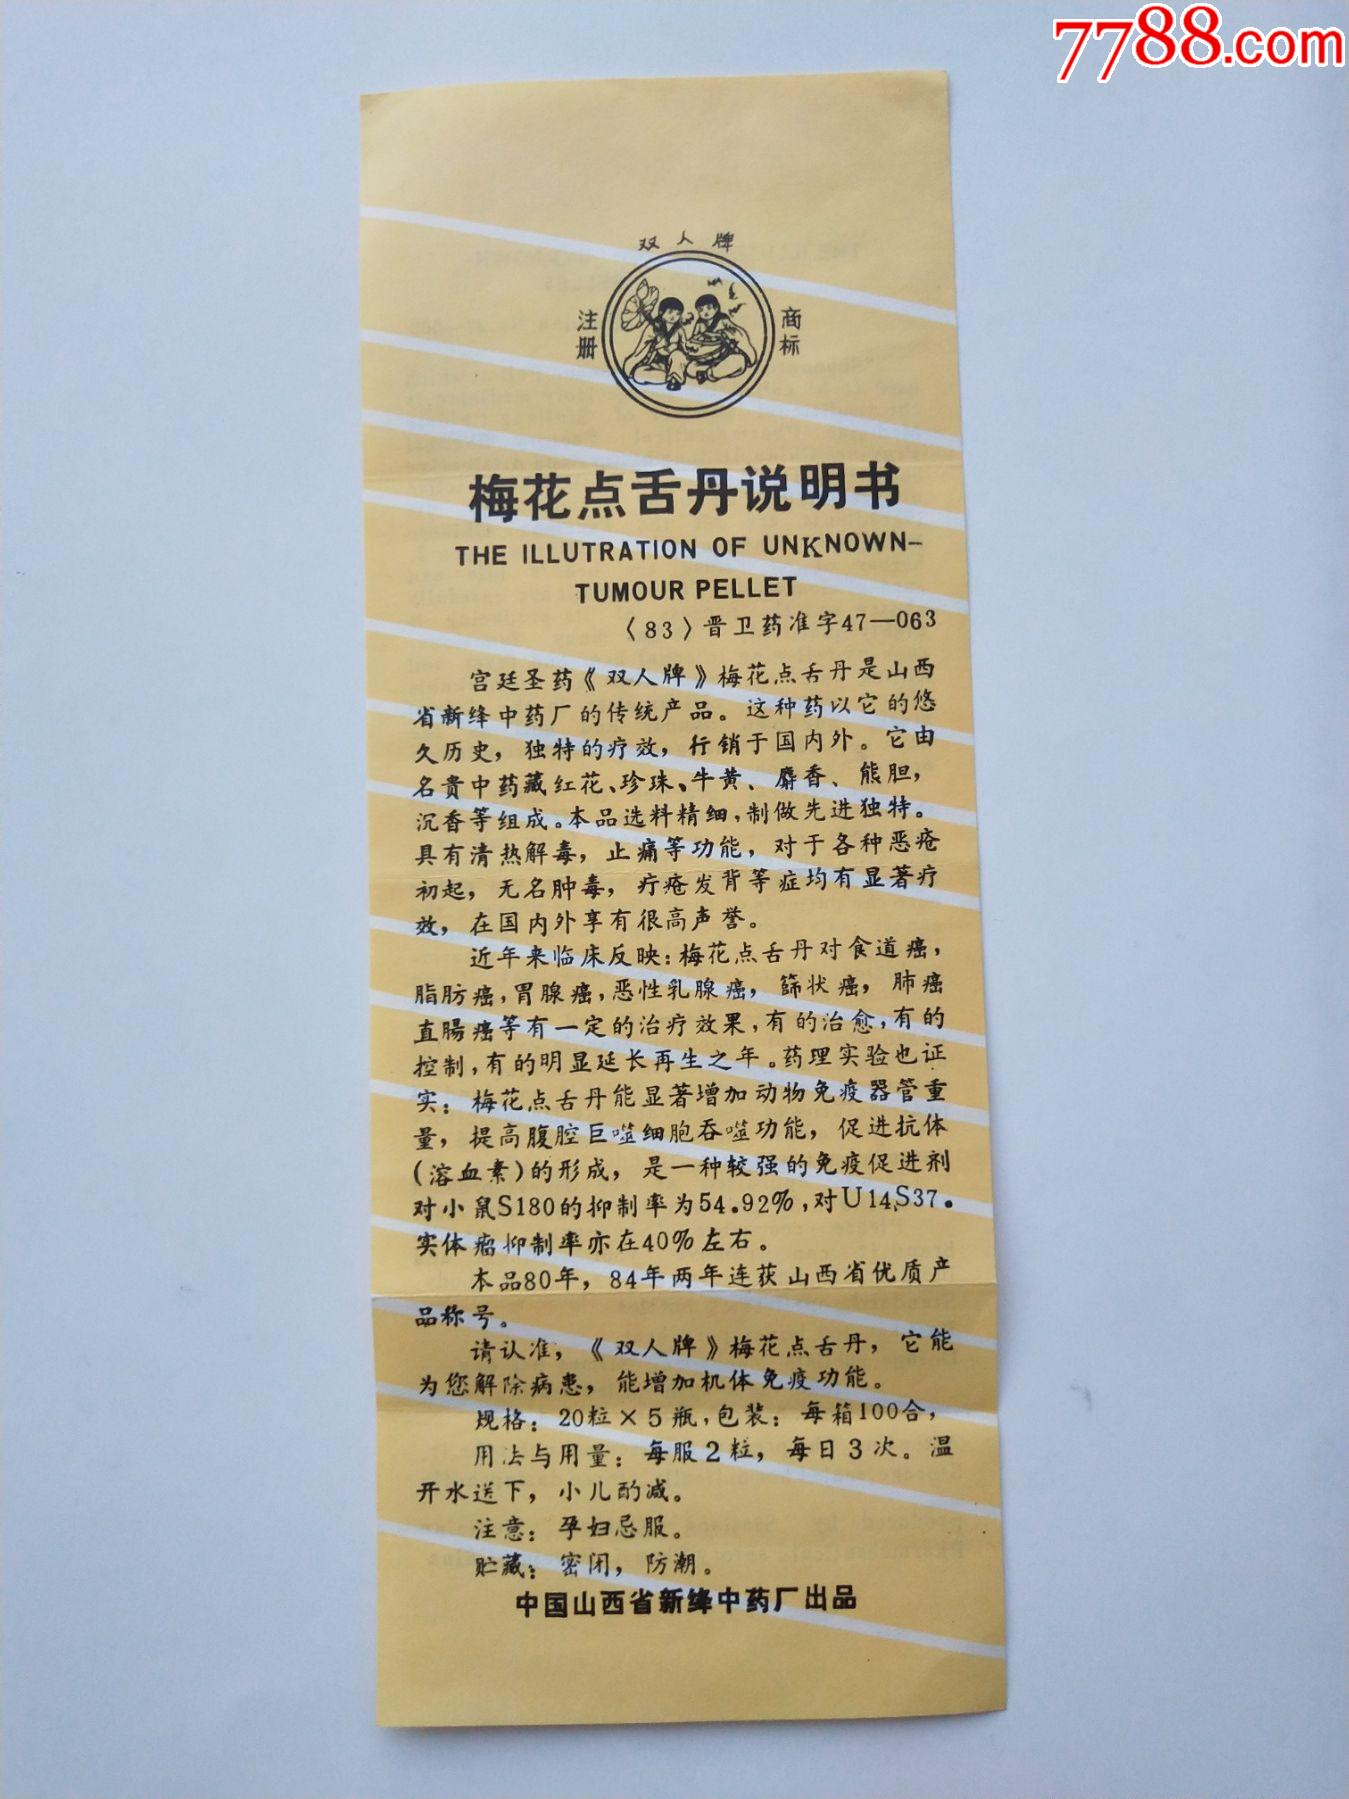 7788.com
双人牌
注册
商标
梅花点舌丹说明书
THE ILLUTRATION OF UNKNOWN-
TUMOUR PELLET
〈83〉晋卫药准字47—063
宫廷圣药《双人牌》梅花点舌丹是山西
省新绛中药厂的传统产品。这种药以它的悠
久历史，独特的疗效，行销于国内外。它由
名贵中药藏红花、珍珠、牛黄、麝香、熊胆，
沉香等组成。本品选料精细，制做先进独特。
具有清热解毒，止痛等功能，对于各种恶疮
初起，无名肿毒，疔疮发背等症均有显著疗
效，在国内外享有很高声誉。
近年来临床反映：梅花点舌丹对食道癌，
脂肪癌，胃腺癌，恶性乳腺癌，筛状癌，肺癌
直腸癌等有一定的治疗效果，有的治愈，有的
控制，有的明显延长再生之年。药理实验也证
实：梅花点舌丹能显著增加动物免疫器管重
量，提高腹腔巨噬细胞吞噬功能，促进抗体
(溶血素)的形成，是一种较强的免疫促进剂
对小鼠S180的抑制率为54.92%，对U14、S37。
实体瘤抑制率亦在40%左右。
本品80年，84年两年连获山西省优质产
品称号。
请认准，《双人牌》梅花点舌丹，它能
为您解除病患，能增加机体免疫功能。
规格：20粒×5瓶，包装：每箱100合，
用法与用量：每服2粒，每日3次。温
开水送下，小儿酌减。
注意：孕妇忌服。
贮藏：密闭，防潮。
中国山西省新绛中药厂出品